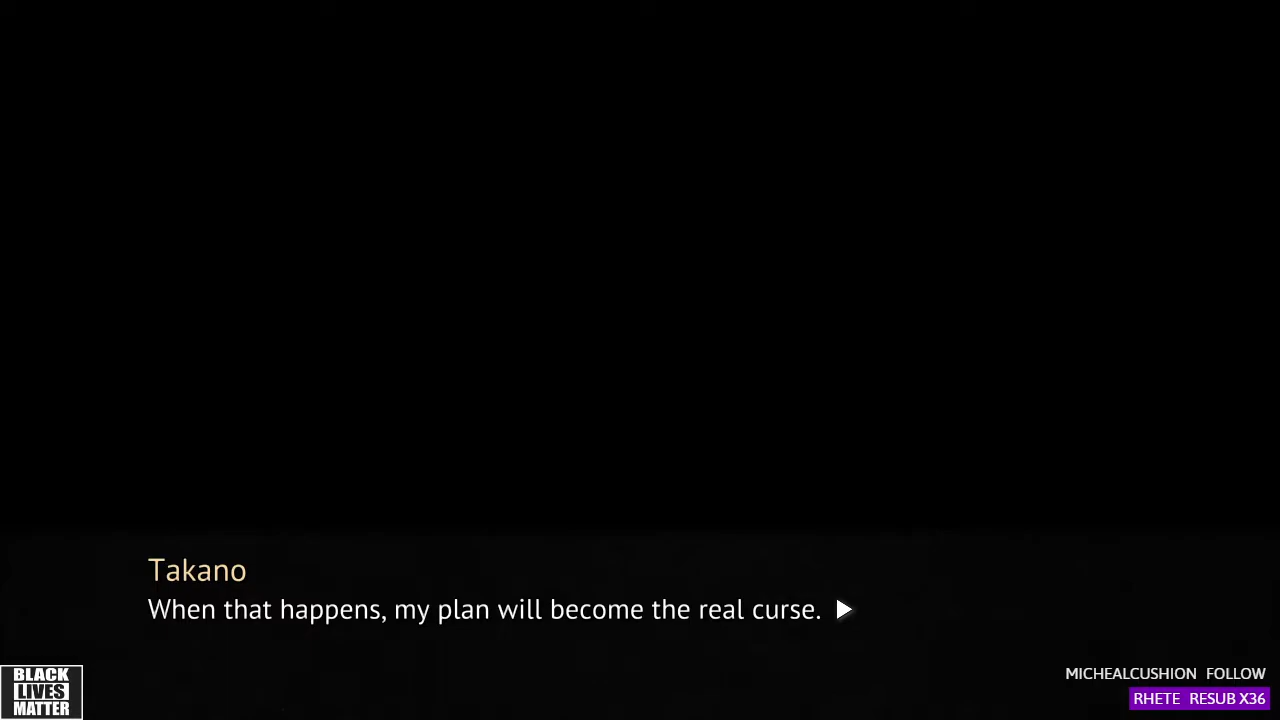 Takano
When that happens, my plan will become the real curse.
BLACK
LIVES
MATTER
MICHEALCUSHION FOLLOW
RHETE RESUB X36